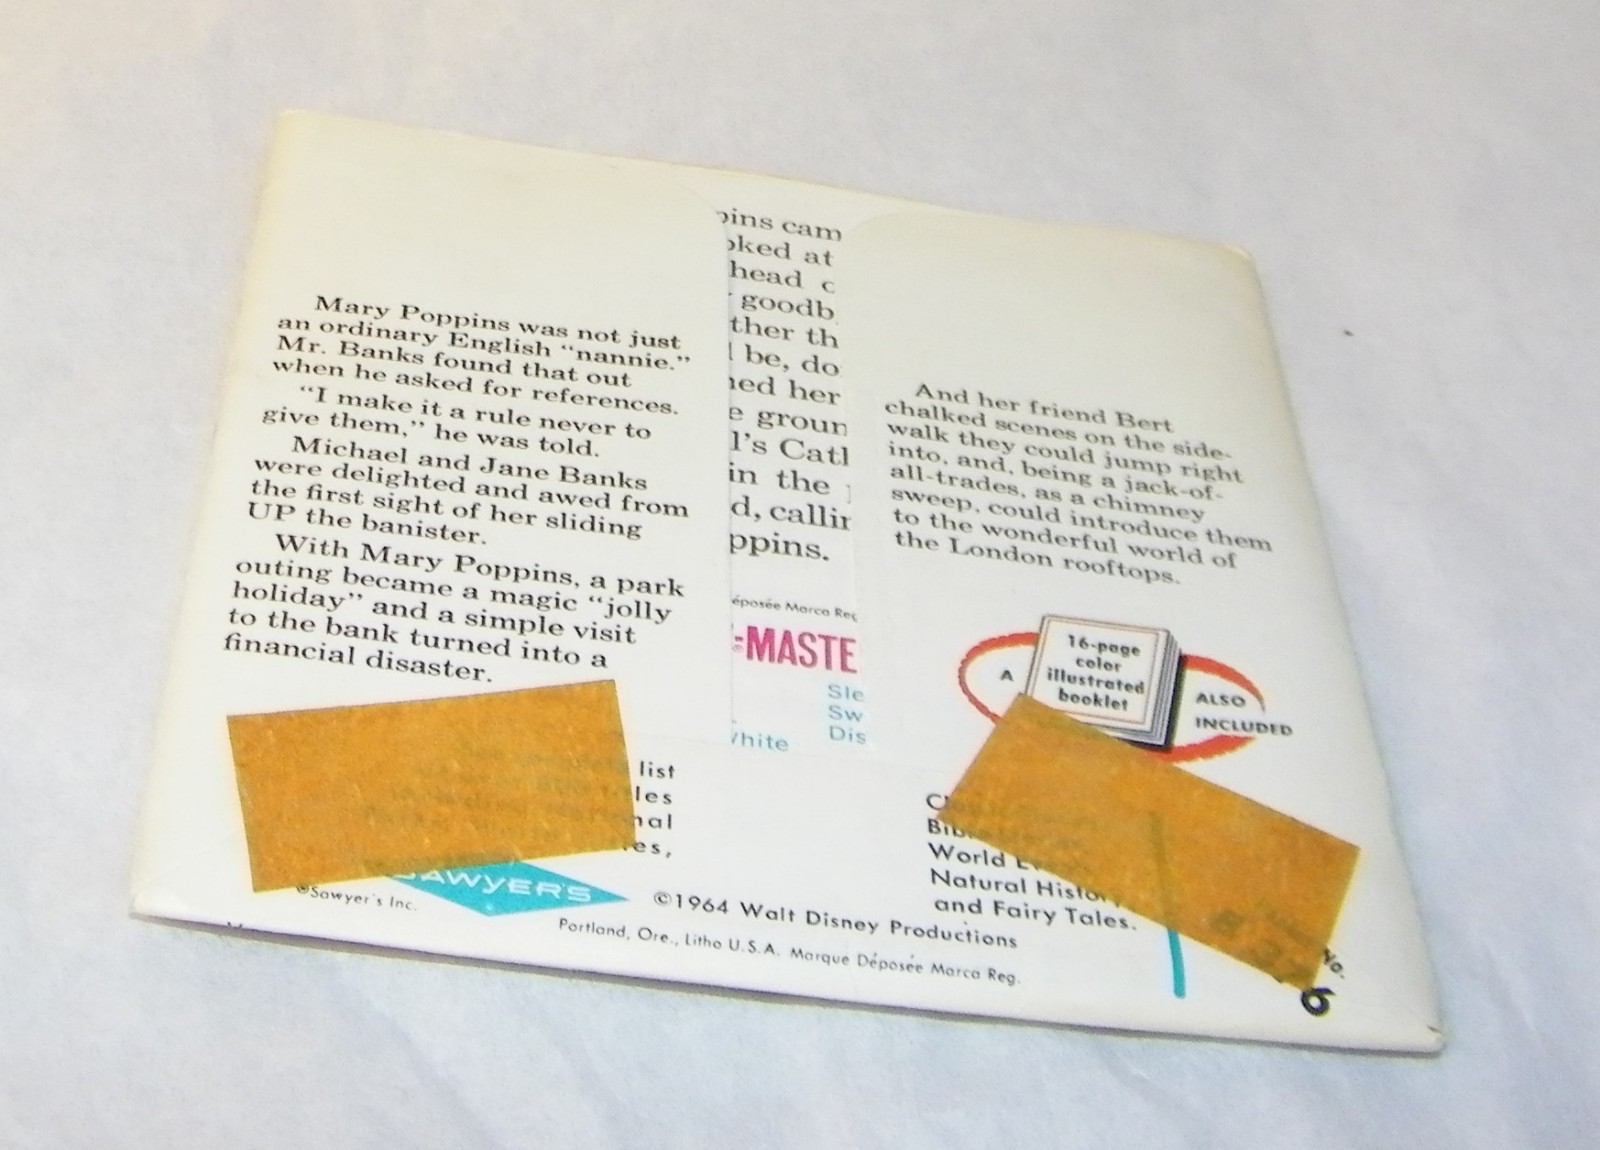 Mary Poppins was not just
an ordinary English "nannie."
Mr. Banks found that out
when he asked for references.
"I make it a rule never to
give them," he was told.
Michael and Jane Banks
were delighted and awed from
the first sight of her sliding
UP the banister.
With Mary Poppins, a park
outing became a magic "jolly
holiday" and a simple visit
to the bank turned into a
financial disaster.
list
les
nal
es,
SAWYER'S
©Sawyer's Inc.
pins cam
oked at
head c
goodb
ther th
l be, do
ned her
e groun
l's Cath
in the
d, callin
ppins.
éposée Marca Reg
-MASTE
Sle
Sw
White Dis
And her friend Bert
chalked scenes on the side-
walk they could jump right
into, and, being a jack-of-
all-trades, as a chimney
sweep, could introduce them
to the wonderful world of
the London rooftops.
A
16-page
color
illustrated
booklet
ALSO
INCLUDED
World
Natural History
and Fairy Tales.
No.
6
©1964 Walt Disney Productions
Portland, Ore., Litho U.S.A. Marque Déposée Marca Reg.